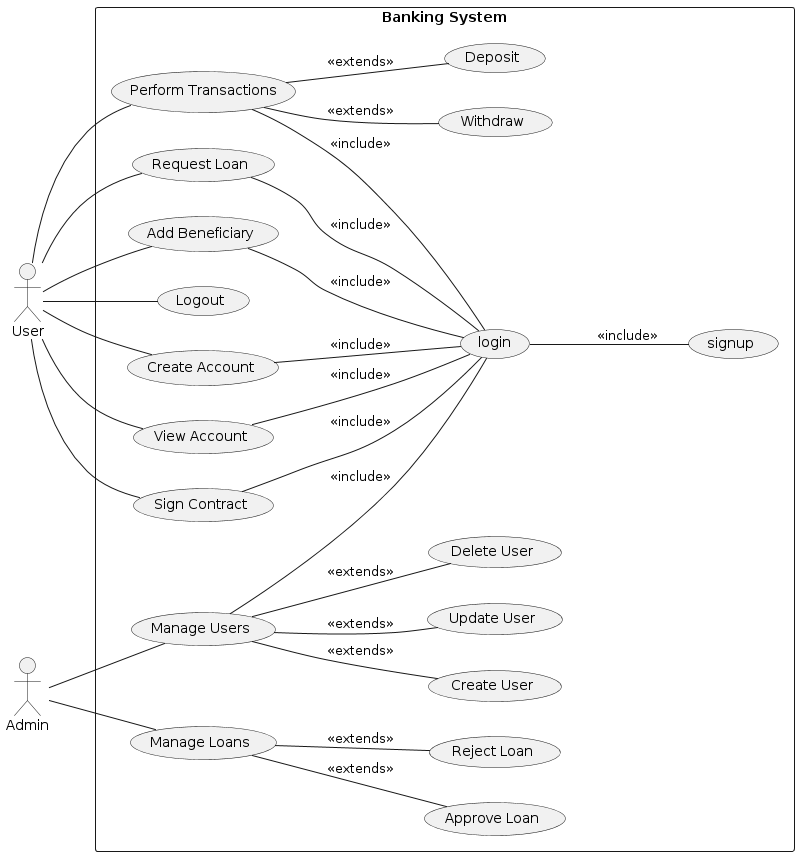 Banking System
«extends»
Deposit
Perform Transactions
«extends»
Withdraw
«include»
Request Loan
«include»
Add Beneficiary
«include»
Logout
User
«include»
login
«include»
signup
Create Account
«include»
View Account
«include»
Sign Contract
«include»
Delete User
«extends»
Manage Users
«extends»
Update User
«extends»
Create User
Admin
Manage Loans
«extends»
Reject Loan
«extends»
Approve Loan